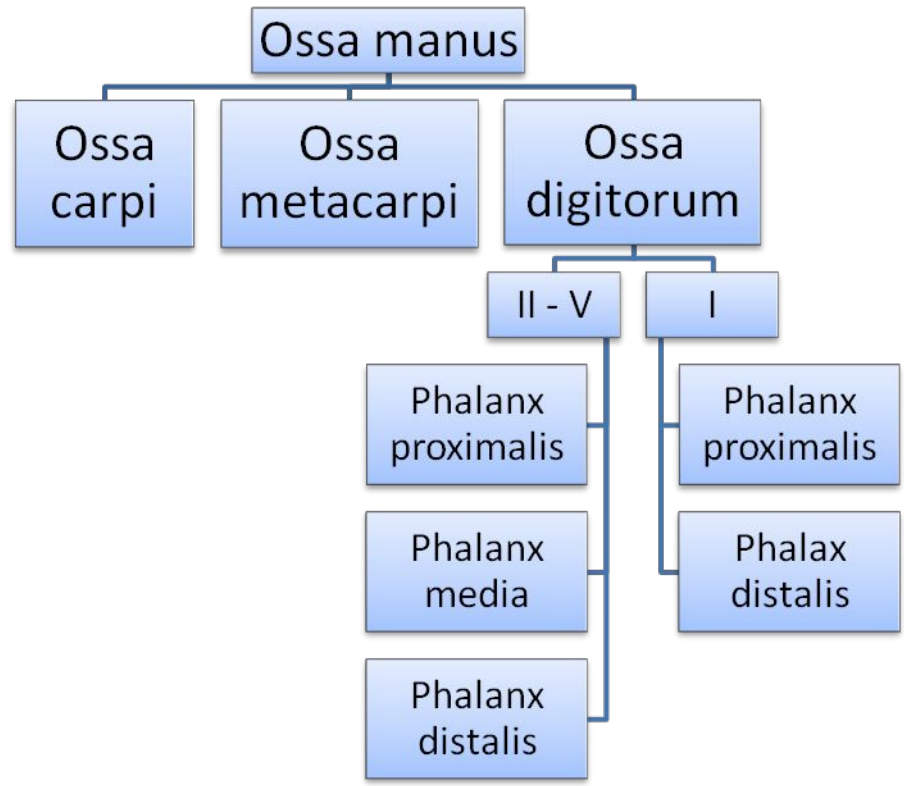 Ossa manus
Ossa
carpi
Ossa
metacarpi
Ossa
digitorum
II - V
I
Phalanx
proximalis
Phalanx
media
Phalanx
distalis
Phalanx
proximalis
Phalax
distalis